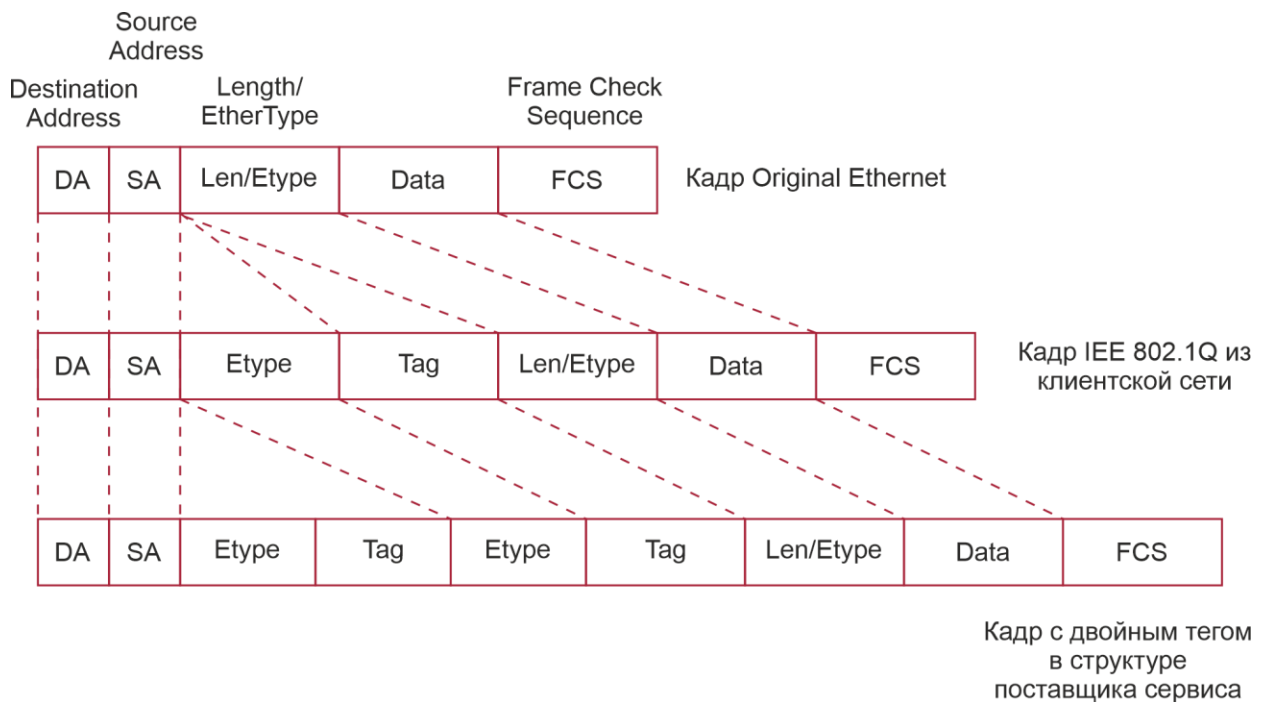 Source
Address
Destination
Address
Length/
EtherType
Frame Check
Sequence
DA SA Len/Etype Data FCS Кадр Original Ethernet
DA SA Etype Tag Len/Etype Data FCS
Кадр IEE 802.1Q из
клиентской сети
DA SA Etype Tag Etype Tag Len/Etype Data FCS
Кадр с двойным тегом
в структуре
поставщика сервиса